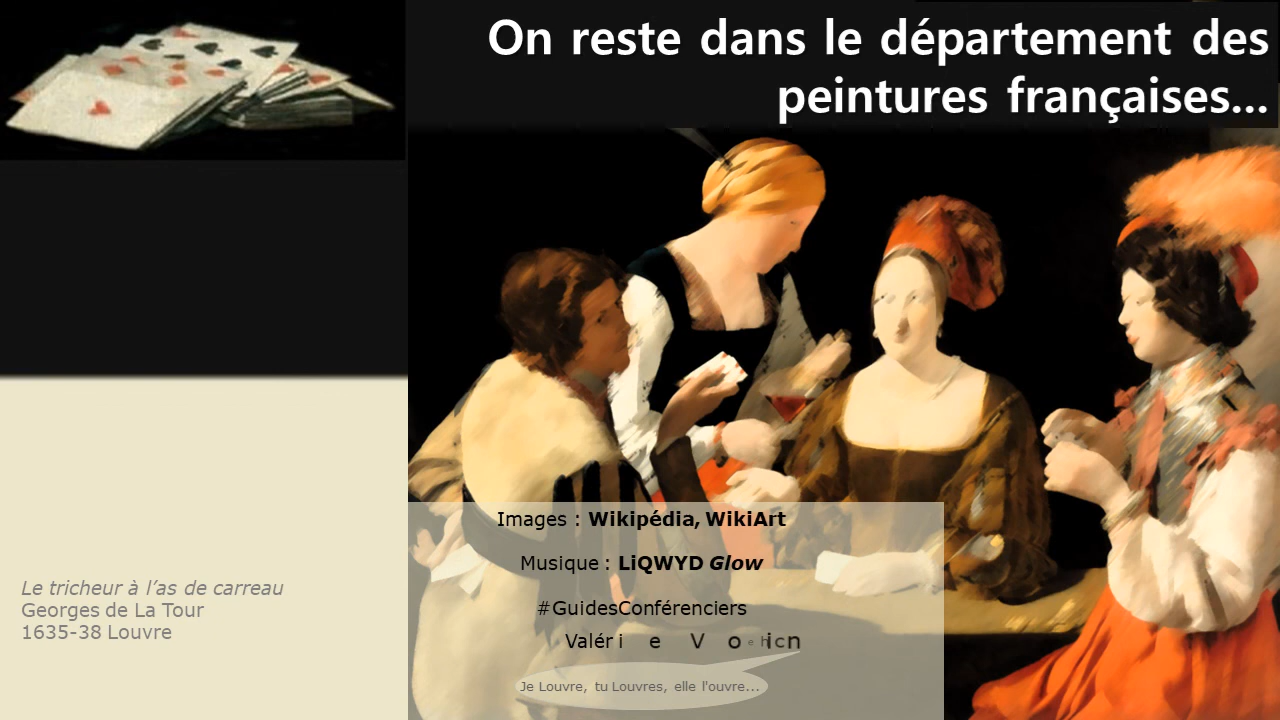 On reste dans le département des
peintures françaises...
Le tricheur à l’as de carreau
Georges de La Tour
1635-38 Louvre
Images : Wikipédia, WikiArt
Musique : LiQWYD Glow
#GuidesConférenciers
Valérie
Je Louvre, tu Louvres, elle l'ouvre...